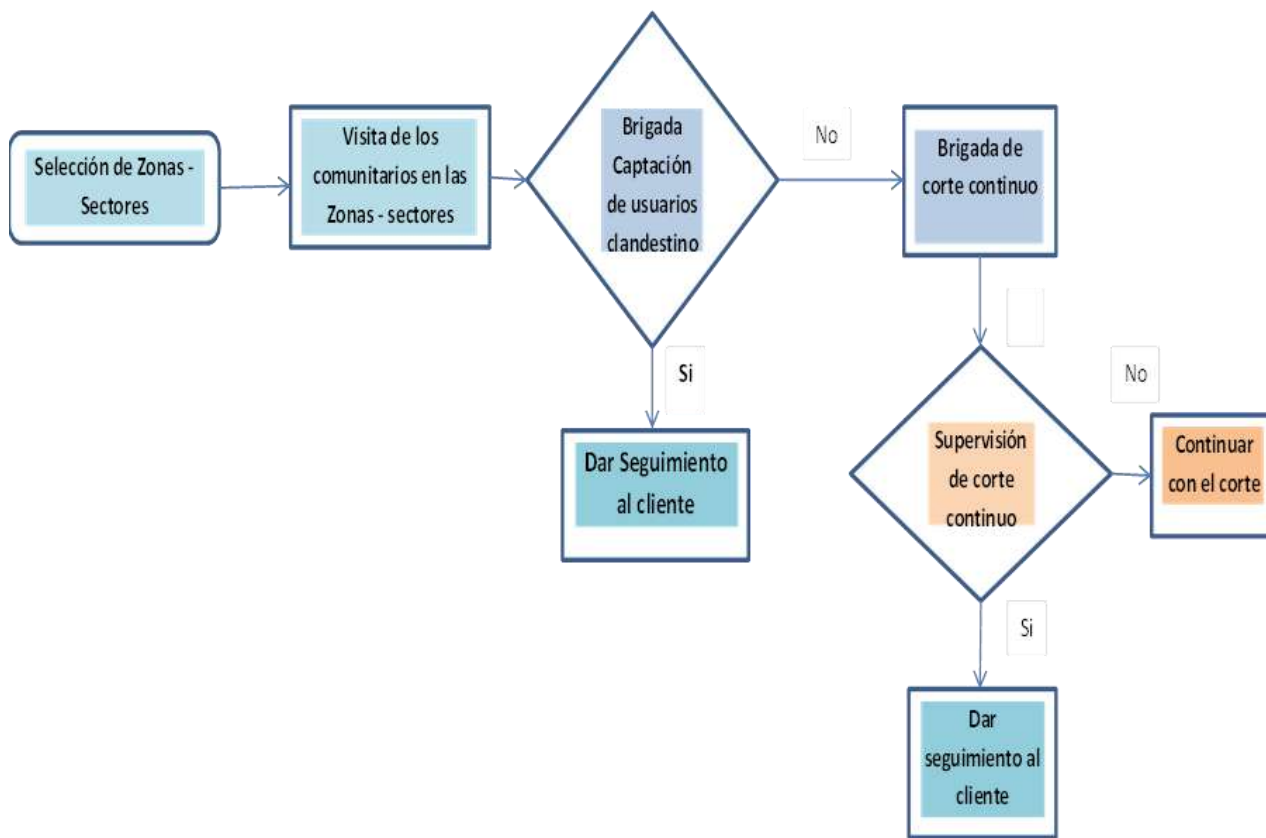 Selección de Zonas -
Sectores
Visita de los
comunitarios en las
Zonas - sectores
Brigada
Captación
de usuarios
clandestino
No
Brigada de
corte continuo
Si
Dar Seguimiento
al cliente
Supervisión
de corte
continuo
No
Continuar
con el corte
Si
Dar
seguimiento al
cliente